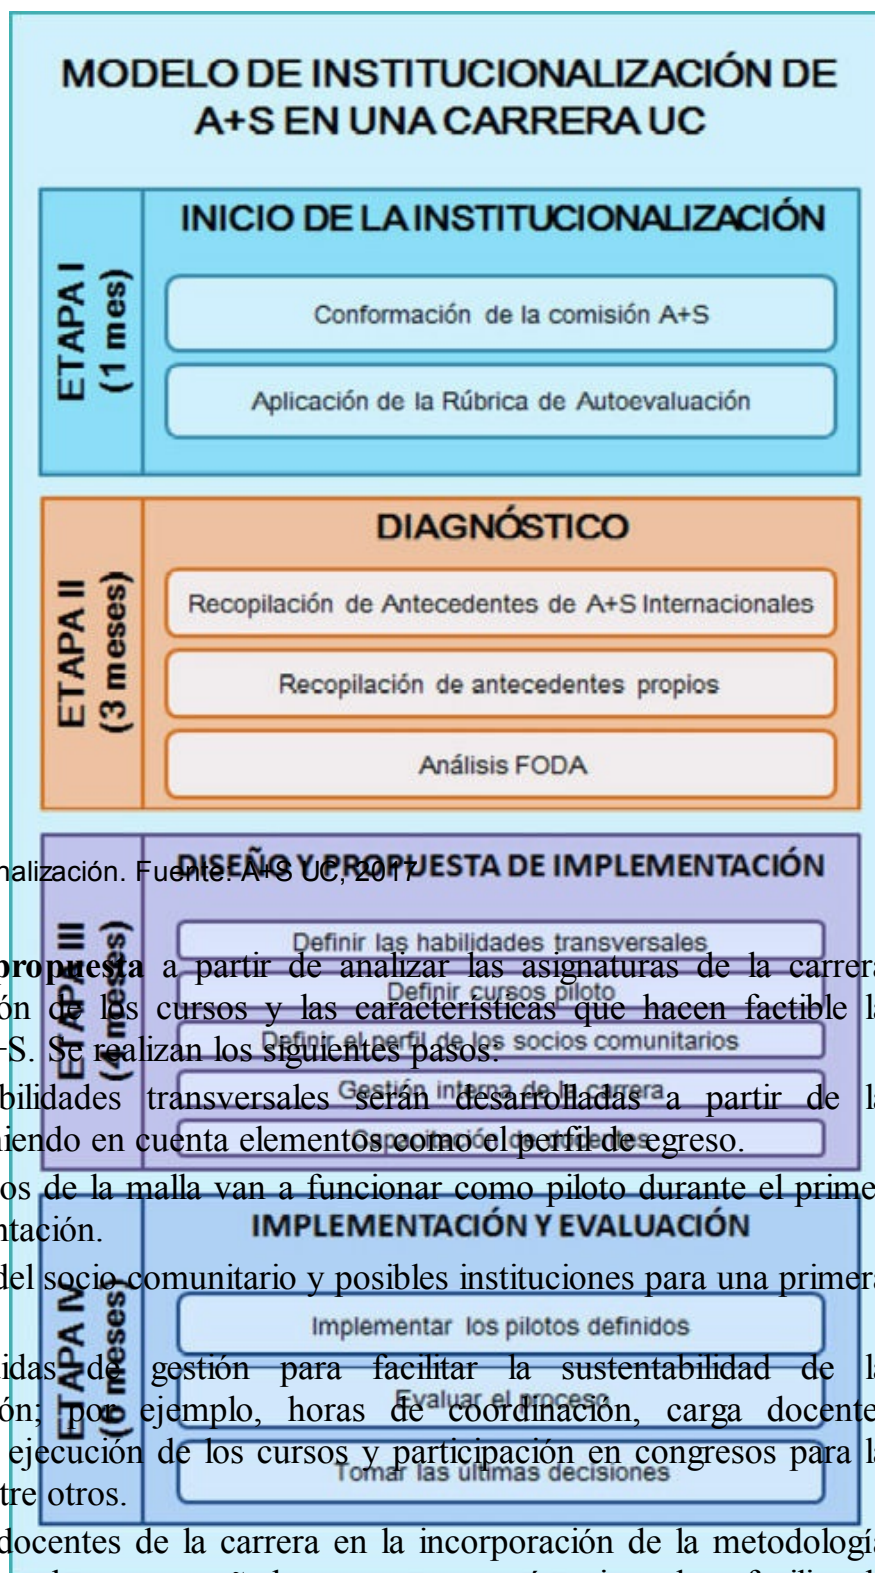 MODELO DE INSTITUCIONALIZACIÓN DE
A+S EN UNA CARRERA UC
ETAPA I
(1 mes)
INICIO DE LA INSTITUCIONALIZACIÓN
Conformación de la comisión A+S
Aplicación de la Rúbrica de Autoevaluación
ETAPA II
(3 meses)
DIAGNÓSTICO
Recopilación de Antecedentes de A+S Internacionales
Recopilación de antecedentes propios
Análisis FODA
ETAPA III
(4 meses)
DISEÑO Y PROPUESTA DE IMPLEMENTACIÓN
Definir las habilidades transversales
Definir cursos piloto
Definir el perfil de los socios comunitarios
Gestión interna de la carrera
Capacitación de docentes
ETAPA IV
(6 meses)
IMPLEMENTACIÓN Y EVALUACIÓN
Implementar los pilotos definidos
Evaluar el proceso
Tomar las últimas decisiones
nalización. Fuente: A+S UC, 2017
propuesta a partir de analizar las asignaturas de la carrera
ón de los cursos y las características que hacen factible l
-S. Se realizan los siguientes pasos:
bilidades transversales serán desarrolladas a partir de l
niendo en cuenta elementos como el perfil de egreso.
os de la malla van a funcionar como piloto durante el prime
ntación.
del socio comunitario y posibles instituciones para una primera
idas de gestión para facilitar la sustentabilidad de l
ón; por ejemplo, horas de coordinación, carga docente
ejecución de los cursos y participación en congresos para l
tre otros.
docentes de la carrera en la incorporación de la metodología